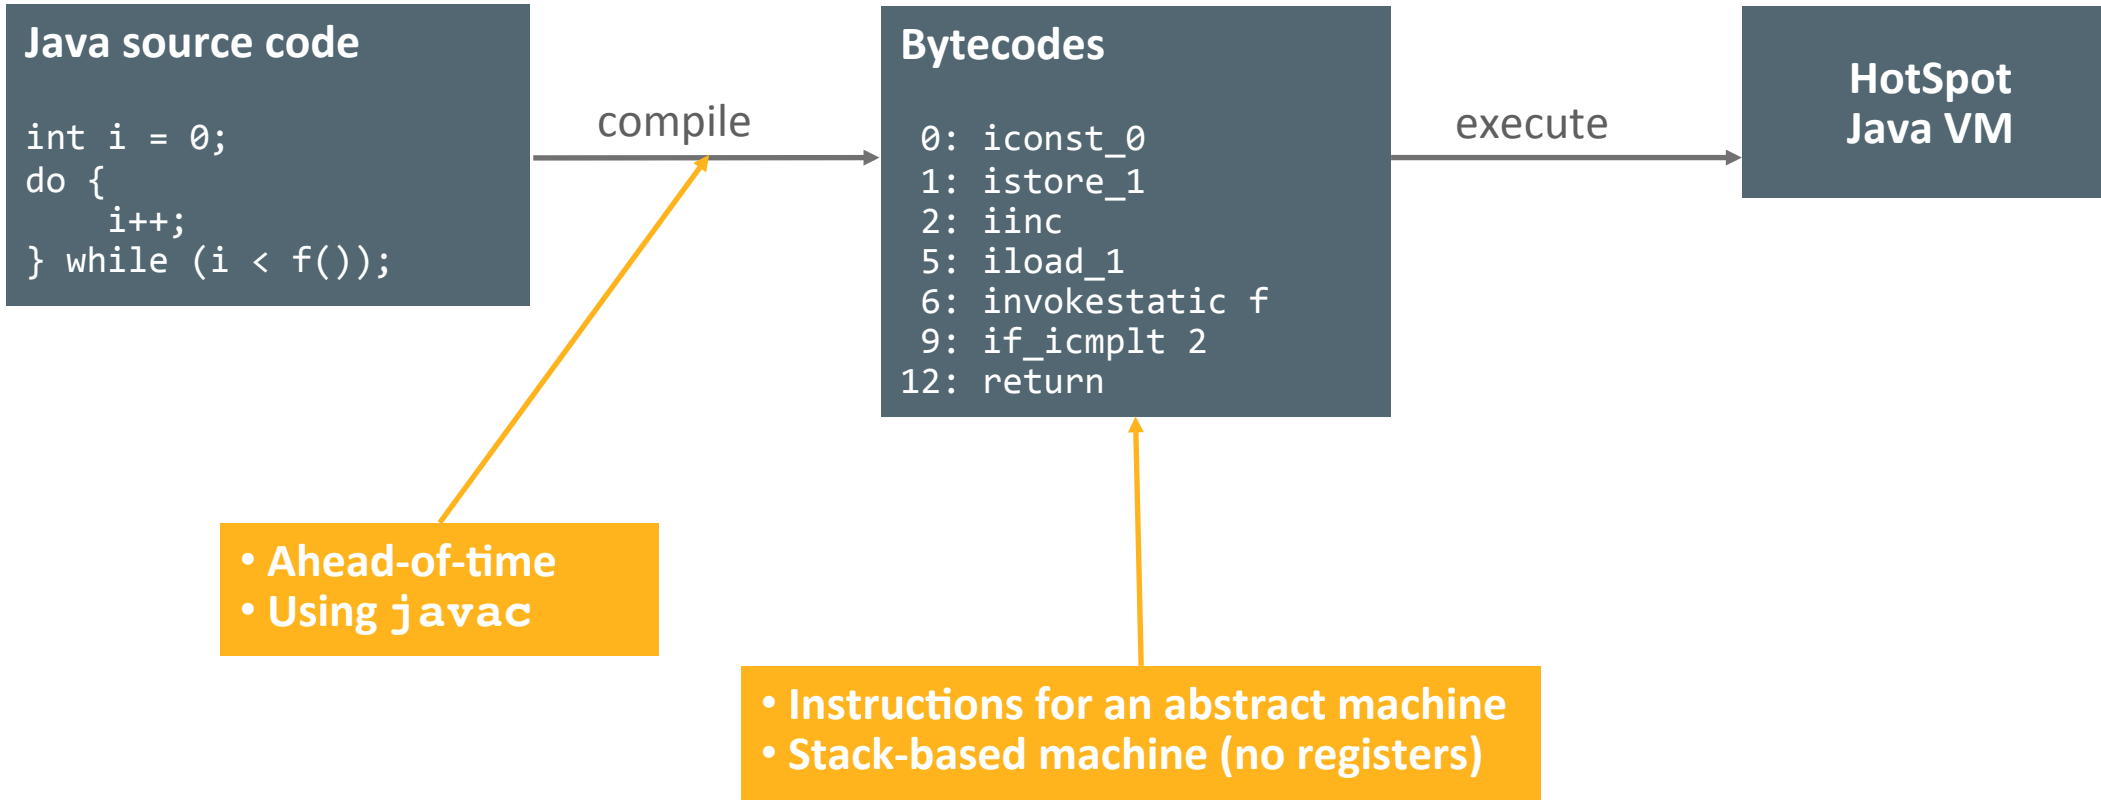 Java source code
int i = 0;
do {
    i++;
} while (i < f());
compile
Bytecodes
 0: iconst_0
 1: istore_1
 2: iinc
 5: iload_1
 6: invokestatic f
 9: if_icmplt 2
12: return
execute
HotSpot
Java VM
• Ahead-of-time
• Using javac
• Instructions for an abstract machine
• Stack-based machine (no registers)